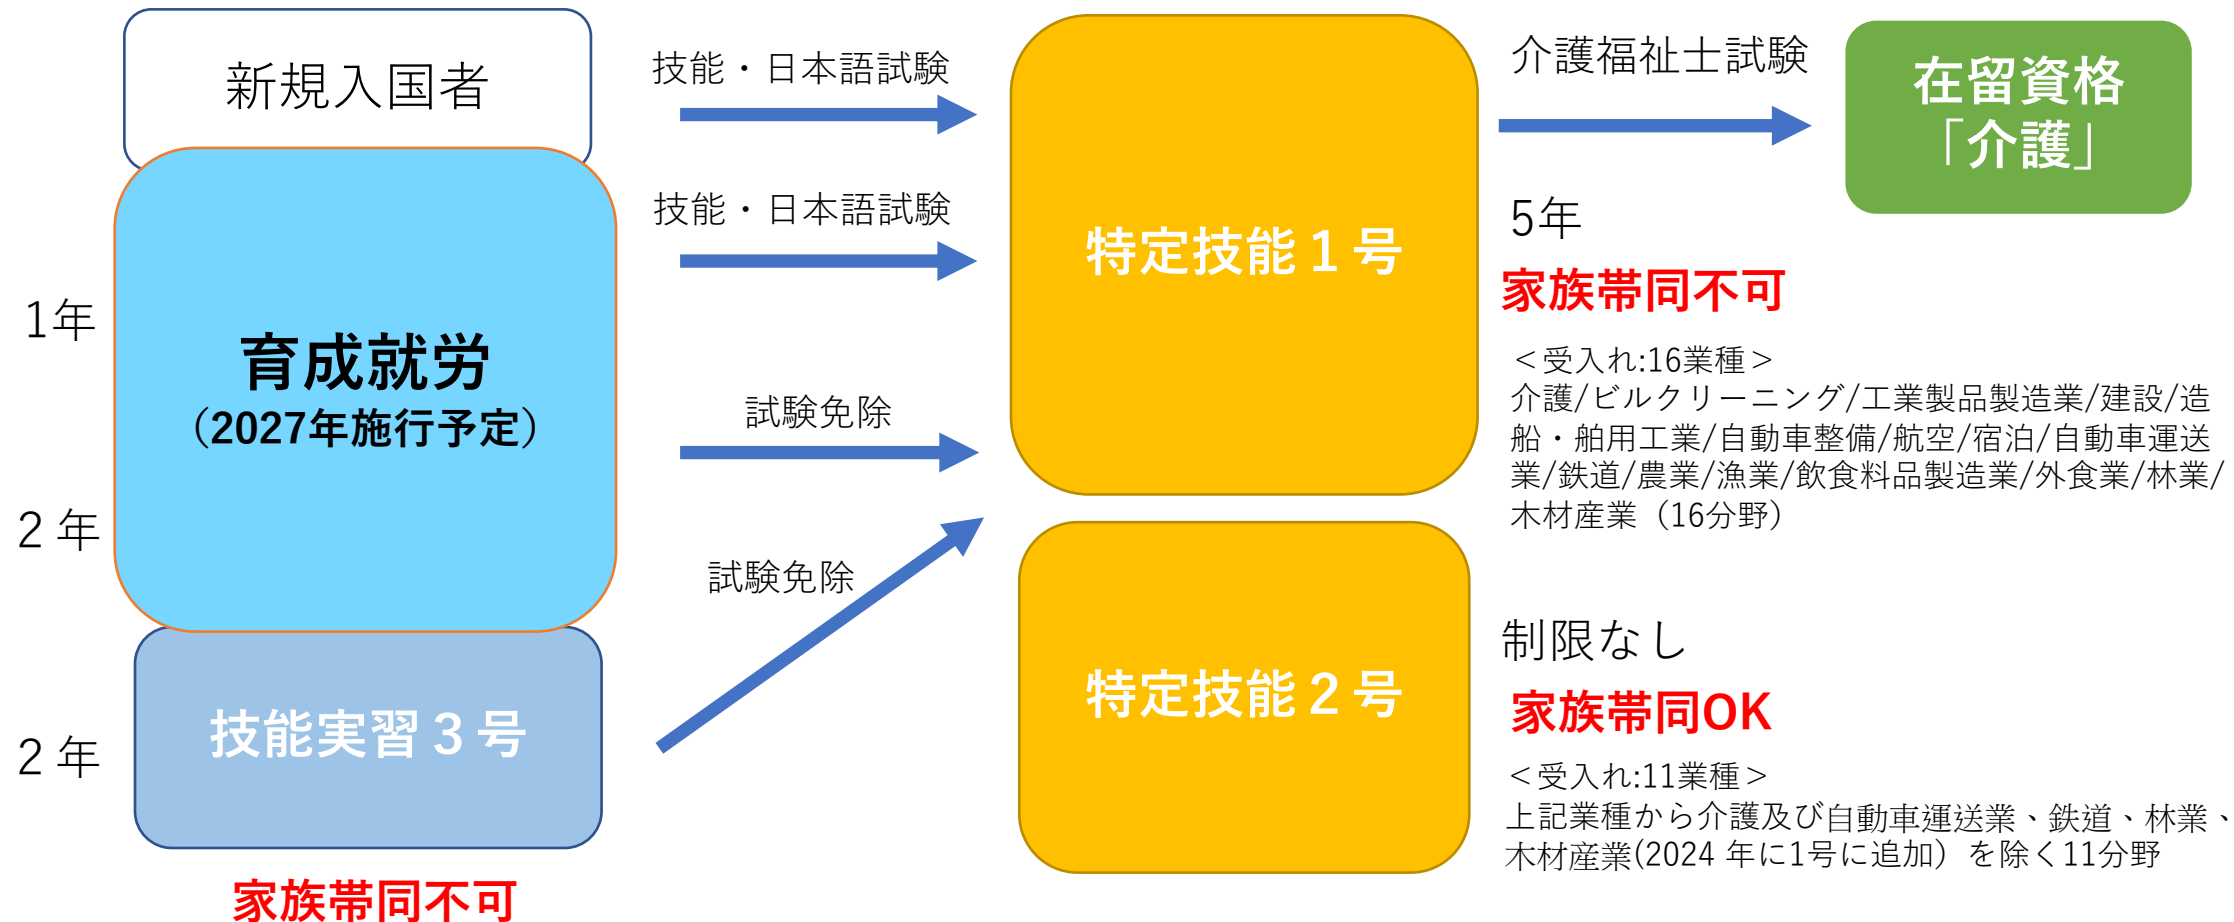 新規入国者
1年
育成就労
（2027年施行予定）
2年
技能実習3号
2年
家族帯同不可
技能・日本語試験
技能・日本語試験
試験免除
試験免除
特定技能1号
特定技能2号
介護福祉士試験
在留資格
「介護」
5年
家族帯同不可
＜受入れ:16業種＞
介護/ビルクリーニング/工業製品製造業/建設/造
船・舶用工業/自動車整備/航空/宿泊/自動車運送
業/鉄道/農業/漁業/飲食料品製造業/外食業/林業/
木材産業（16分野）
制限なし
家族帯同OK
＜受入れ:11業種＞
上記業種から介護及び自動車運送業、鉄道、林業、
木材産業(2024 年に1号に追加）を除く11分野